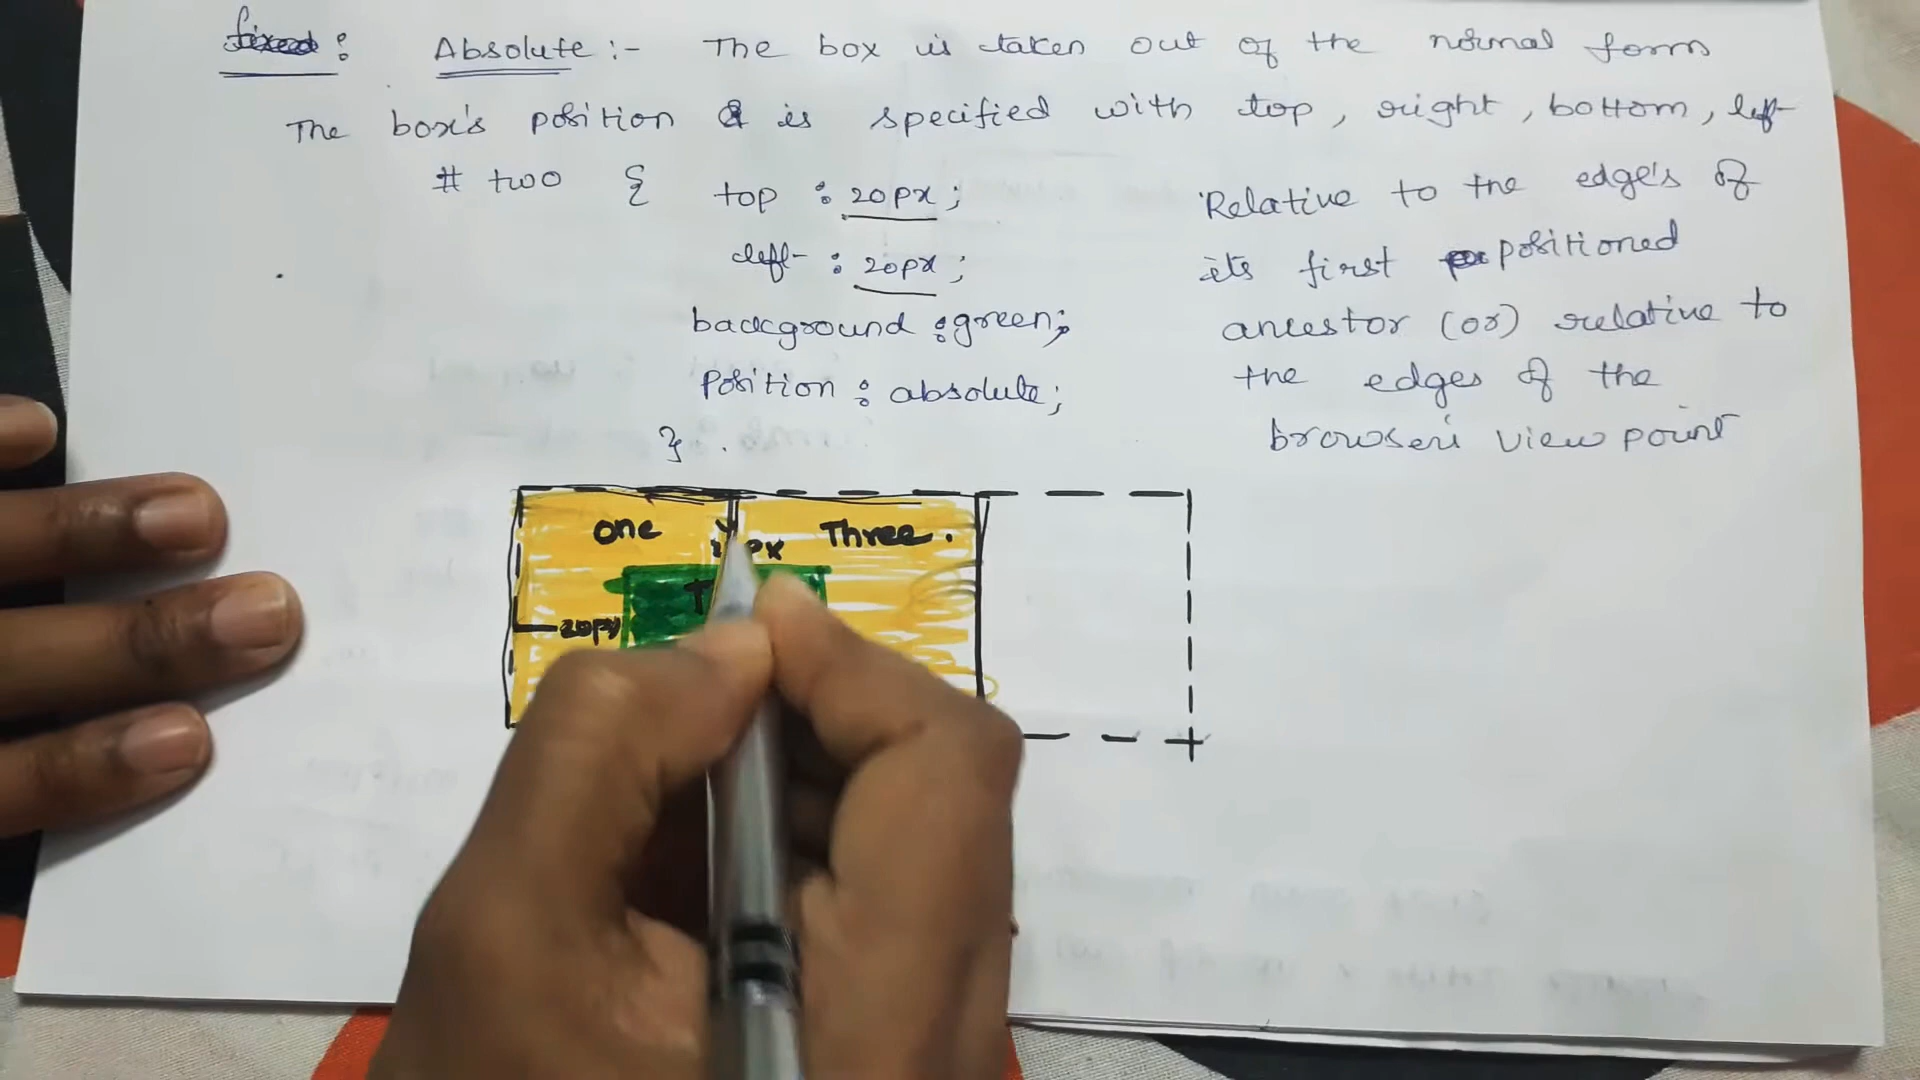 fixed : Absolute :- The box is taken out of the normal form
The box's position & is specified with top, right, bottom, left
# two { top : 20px;
left : 20px;
background : green;
Position : absolute;
} .
Relative to the edge's of
its first positioned
ancestor (or) relative to
the edges of the
browser's view point
one
Three.
20px